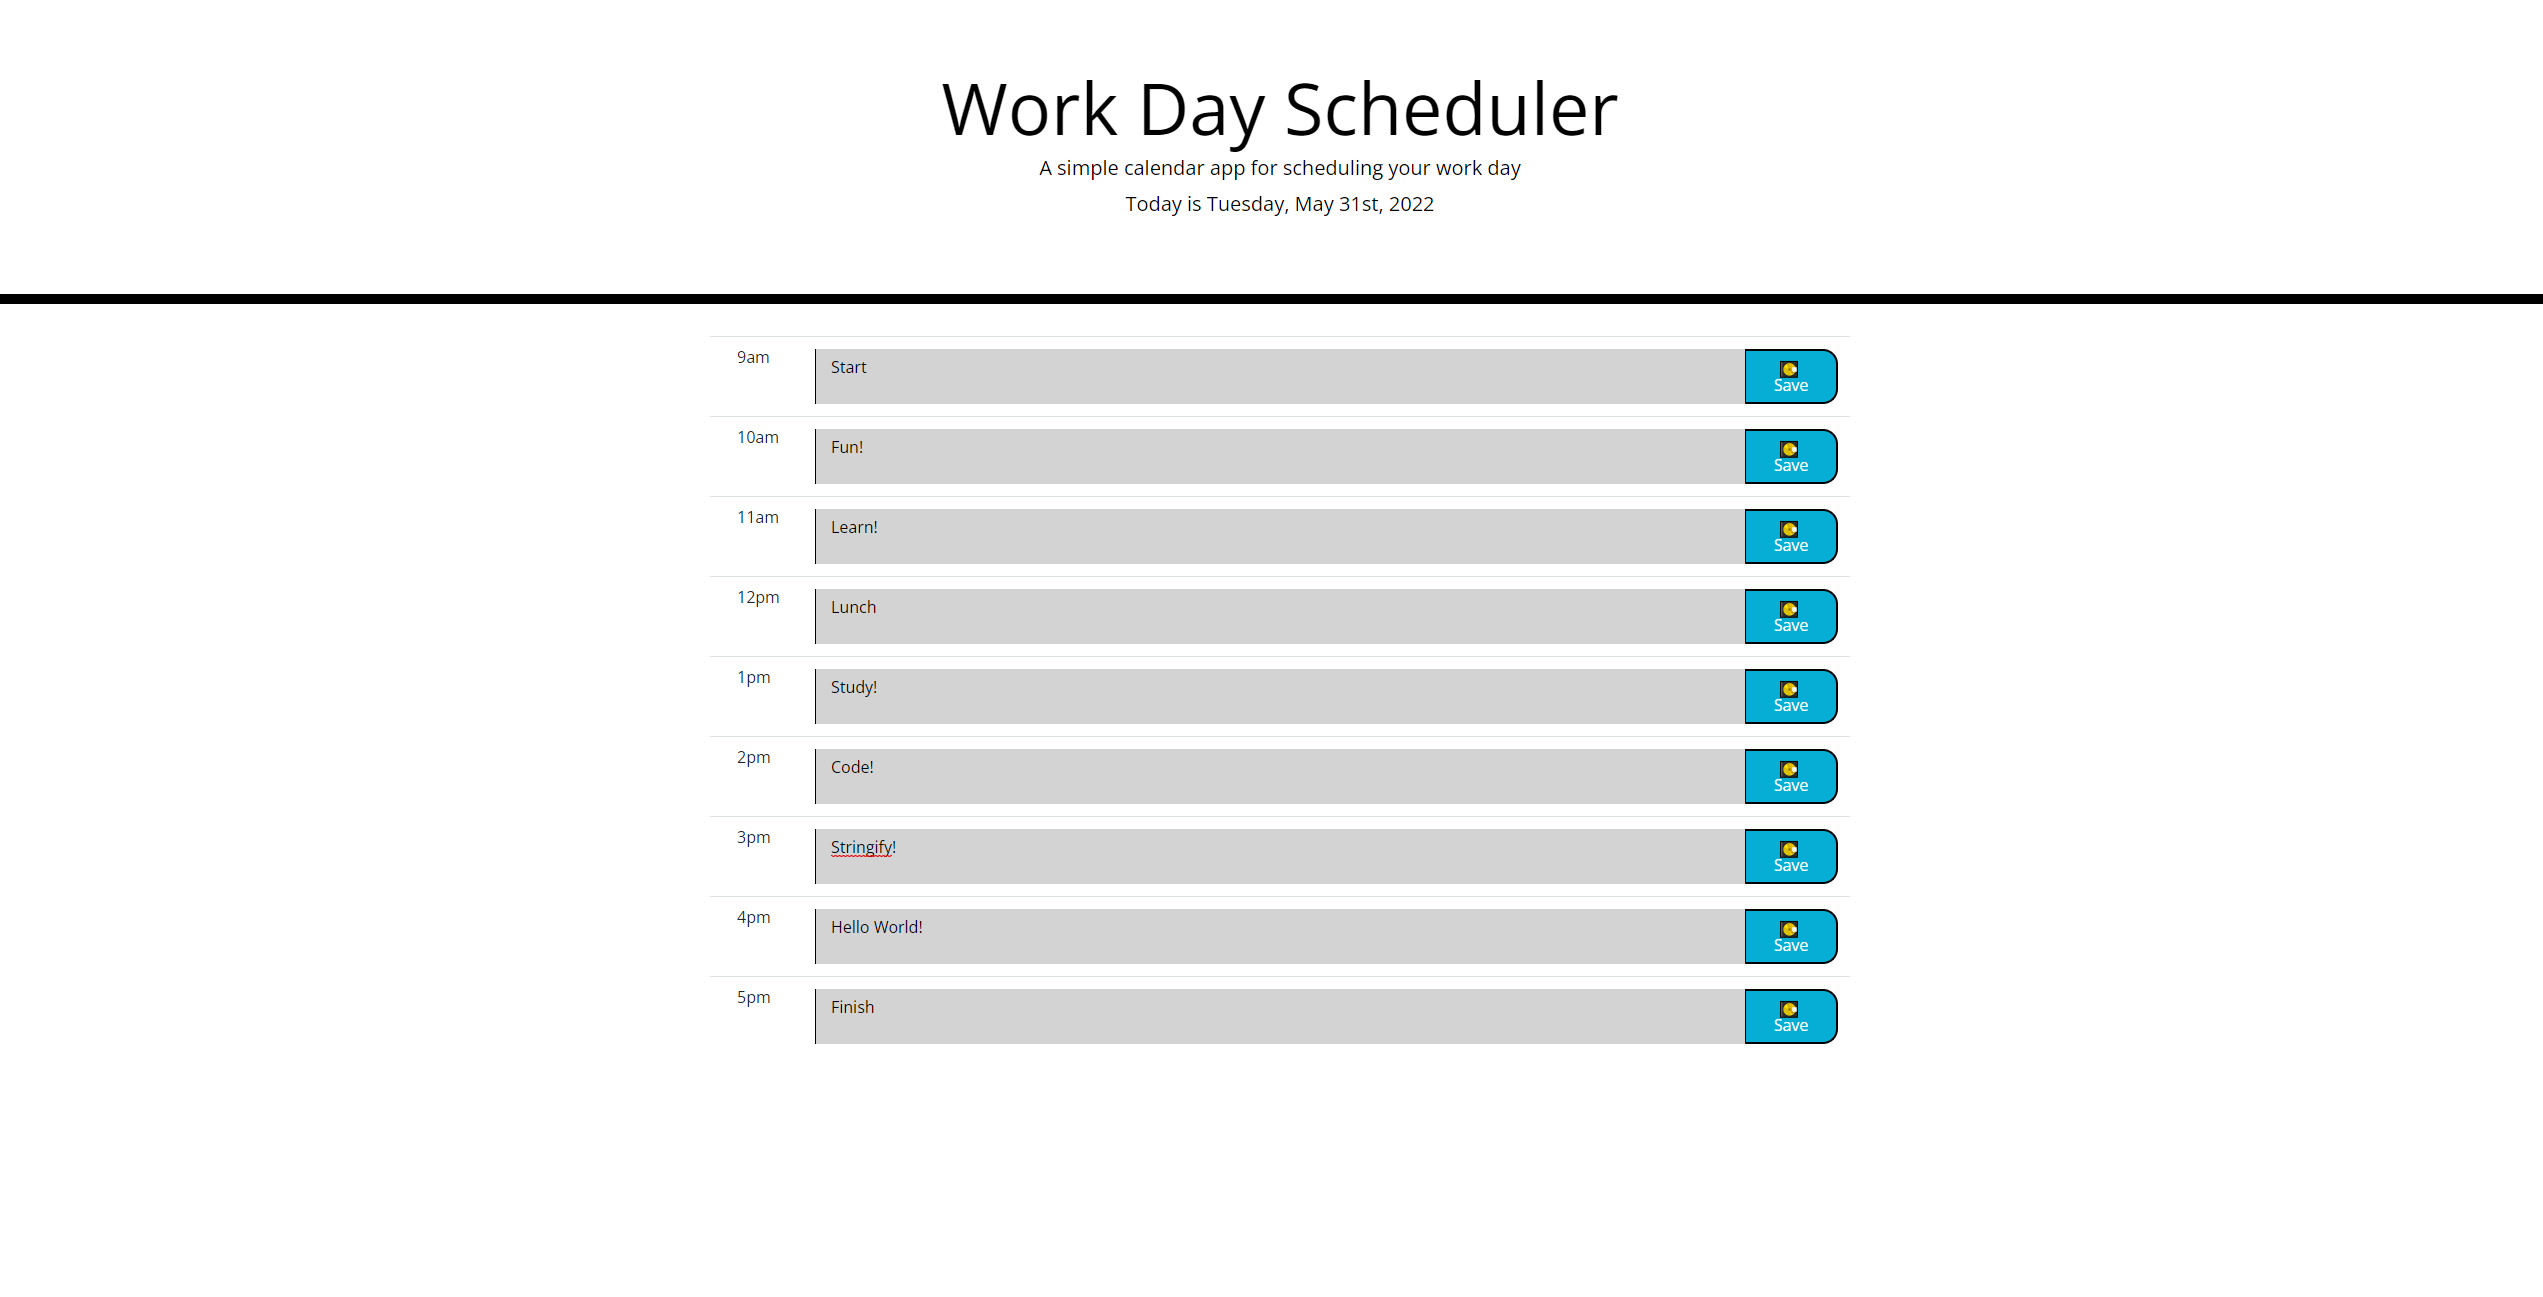 Work Day Scheduler
A simple calendar app for scheduling your work day
Today is Tuesday, May 31st, 2022
9am
Start
Save
10am
Fun!
Save
11am
Learn!
Save
12pm
Lunch
Save
1pm
Study!
Save
2pm
Code!
Save
3pm
Stringify!
Save
4pm
Hello World!
Save
5pm
Finish
Save